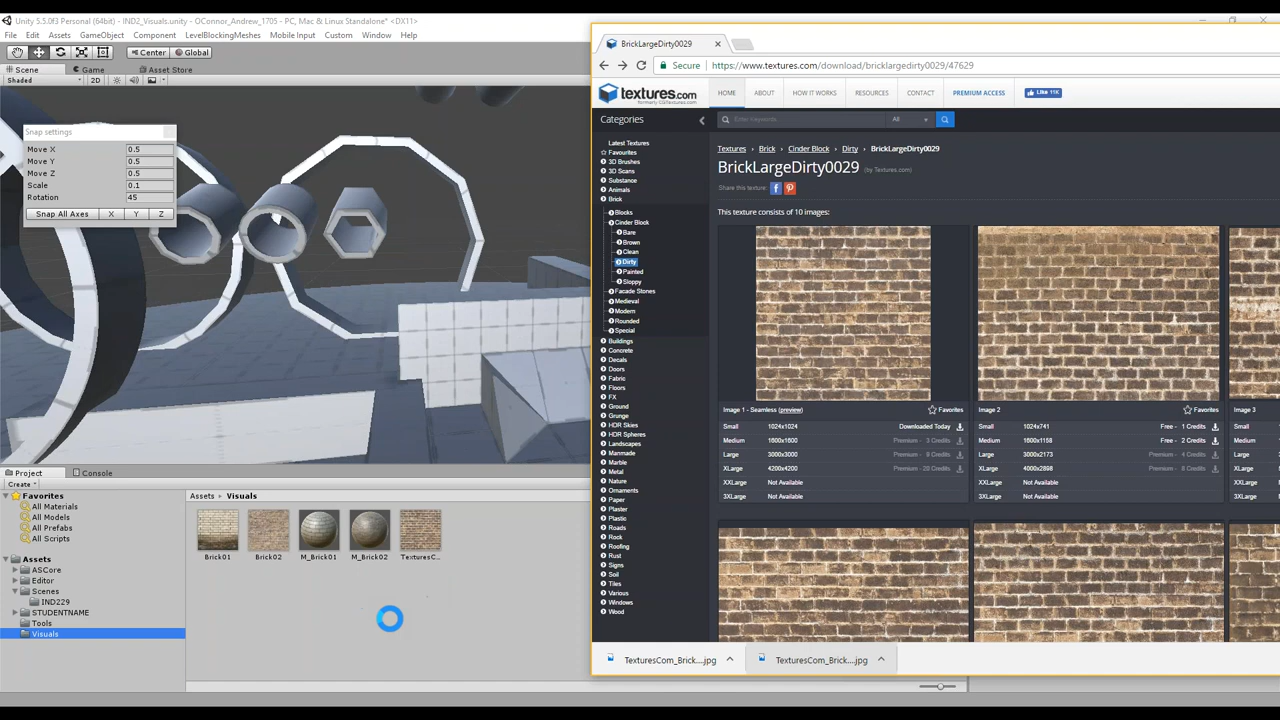 Unity 5.5.0f3 Personal (64bit) - IND2_Visuals.unity - OConnor_Andrew_1705 - PC, Mac & Linux Standalone* <DX11>
File Edit Assets GameObject Component LevelBlockingMeshes Mobile Input Custom Window Help
Center Global
Scene Game Asset Store
Shaded 2D
Snap settings
Move X 0.5
Move Y 0.5
Move Z 0.5
Scale 0.1
Rotation 45
Snap All Axes X Y Z
Project Console
Create
Favorites
All Materials
All Models
All Prefabs
All Scripts
Assets
ASCore
Editor
Scenes
IND229
STUDENTNAME
Tools
Visuals
Assets Visuals
Brick01 Brick02 M_Brick01 M_Brick02 TexturesC...
BrickLargeDirty0029
Secure https://www.textures.com/download/bricklargedirty0029/47629
textures.com
formerly CGTextures.com
HOME ABOUT HOW IT WORKS RESOURCES CONTACT PREMIUM ACCESS Like 11K
Categories
Enter Keywords All
Latest Textures
Favourites
3D Brushes
3D Scans
Substance
Animals
Brick
Blocks
Cinder Block
Bare
Brown
Clean
Dirty
Painted
Sloppy
Facade Stones
Medieval
Modern
Rounded
Special
Buildings
Concrete
Decals
Doors
Fabric
Floors
FX
Ground
Grunge
HDR Skies
HDR Spheres
Landscapes
Manmade
Marble
Metal
Nature
Ornaments
Paper
Plaster
Plastic
Roads
Rock
Roofing
Rust
Signs
Soil
Tiles
Various
Windows
Wood
Textures > Brick > Cinder Block > Dirty > BrickLargeDirty0029
BrickLargeDirty0029 (by Textures.com)
Share this texture:
This texture consists of 10 images:
Image 1 - Seamless (preview) Favorites
Small 1024x1024 Downloaded Today
Medium 1600x1600 Premium - 3 Credits
Large 3000x3000 Premium - 8 Credits
XLarge 4200x4200 Premium - 20 Credits
XXLarge Not Available
3XLarge Not Available
Image 2 Favorites
Small 1024x741 Free - 1 Credits
Medium 1600x1158 Free - 2 Credits
Large 3000x2173 Premium - 4 Credits
XLarge 4000x2898 Premium - 8 Credits
XXLarge Not Available
3XLarge Not Available
Image 3
Small
Medium
Large
XLarge
XXLarge
3XLarge
TexturesCom_Brick....jpg TexturesCom_Brick....jpg